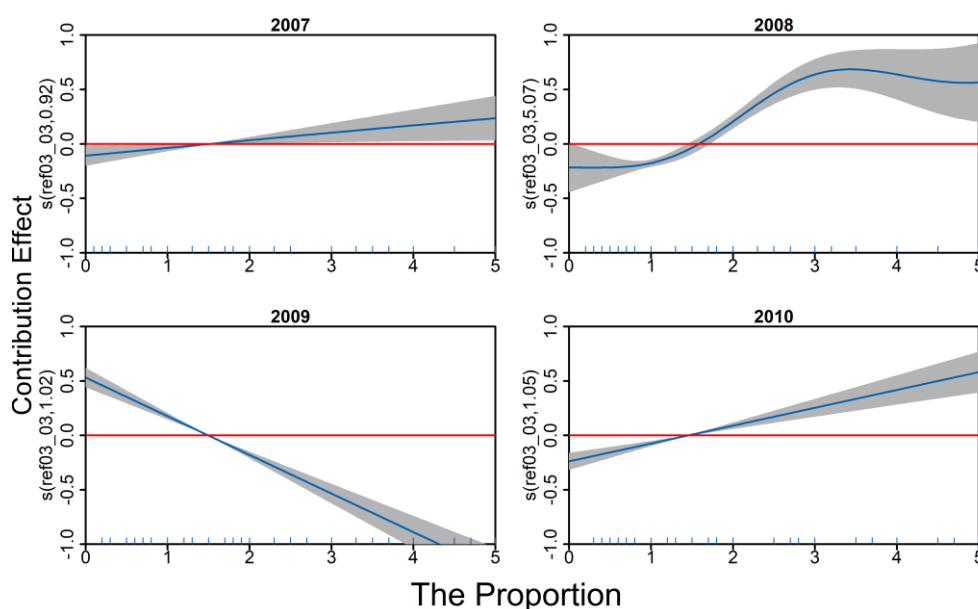 2007
1.0
0.5
0.0
-0.5
-1.0
s(ref03_03,0.92)
0 1 2 3 4 5
2008
1.0
0.5
0.0
-0.5
-1.0
s(ref03_03,5.07)
0 1 2 3 4 5
Contribution Effect
2009
1.0
0.5
0.0
-0.5
-1.0
s(ref03_03,1.02)
0 1 2 3 4 5
2010
1.0
0.5
0.0
-0.5
-1.0
s(ref03_03,1.05)
0 1 2 3 4 5
The Proportion